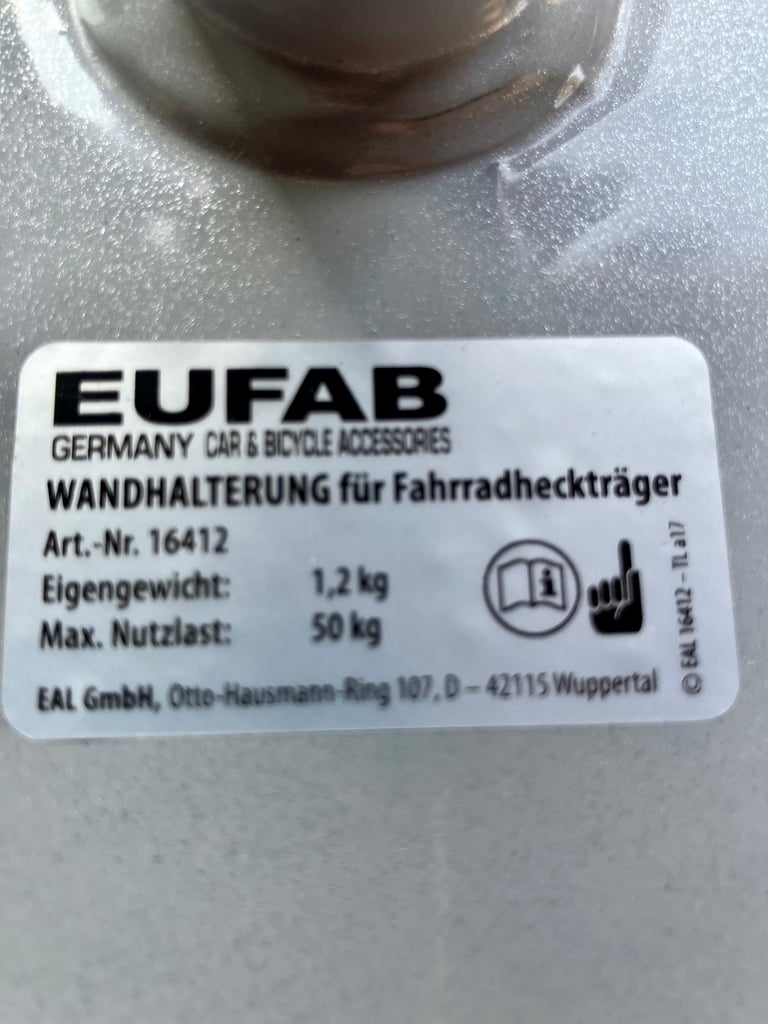 EUFAB
GERMANY CAR & BICYCLE ACCESSORIES
WANDHALTERUNG für Fahrradheckträger
Art.-Nr. 16412
Eigengewicht: 1,2 kg
Max. Nutzlast: 50 kg
EAL GmbH, Otto-Hausmann-Ring 107, D – 42115 Wuppertal
© EAL 16412 – TL a17